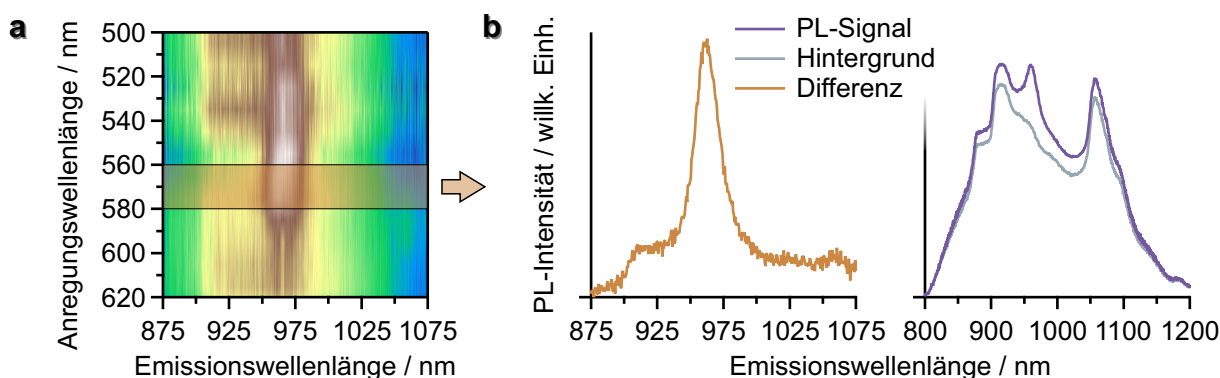 a
500
520
540
560
580
600
620
Anregungswellenlänge / nm
875 925 975 1025 1075
Emissionswellenlänge / nm
b
PL-Signal
Hintergrund
Differenz
PL-Intensität / willk. Einh.
875 925 975 1025 1075
800 900 1000 1100 1200
Emissionswellenlänge / nm